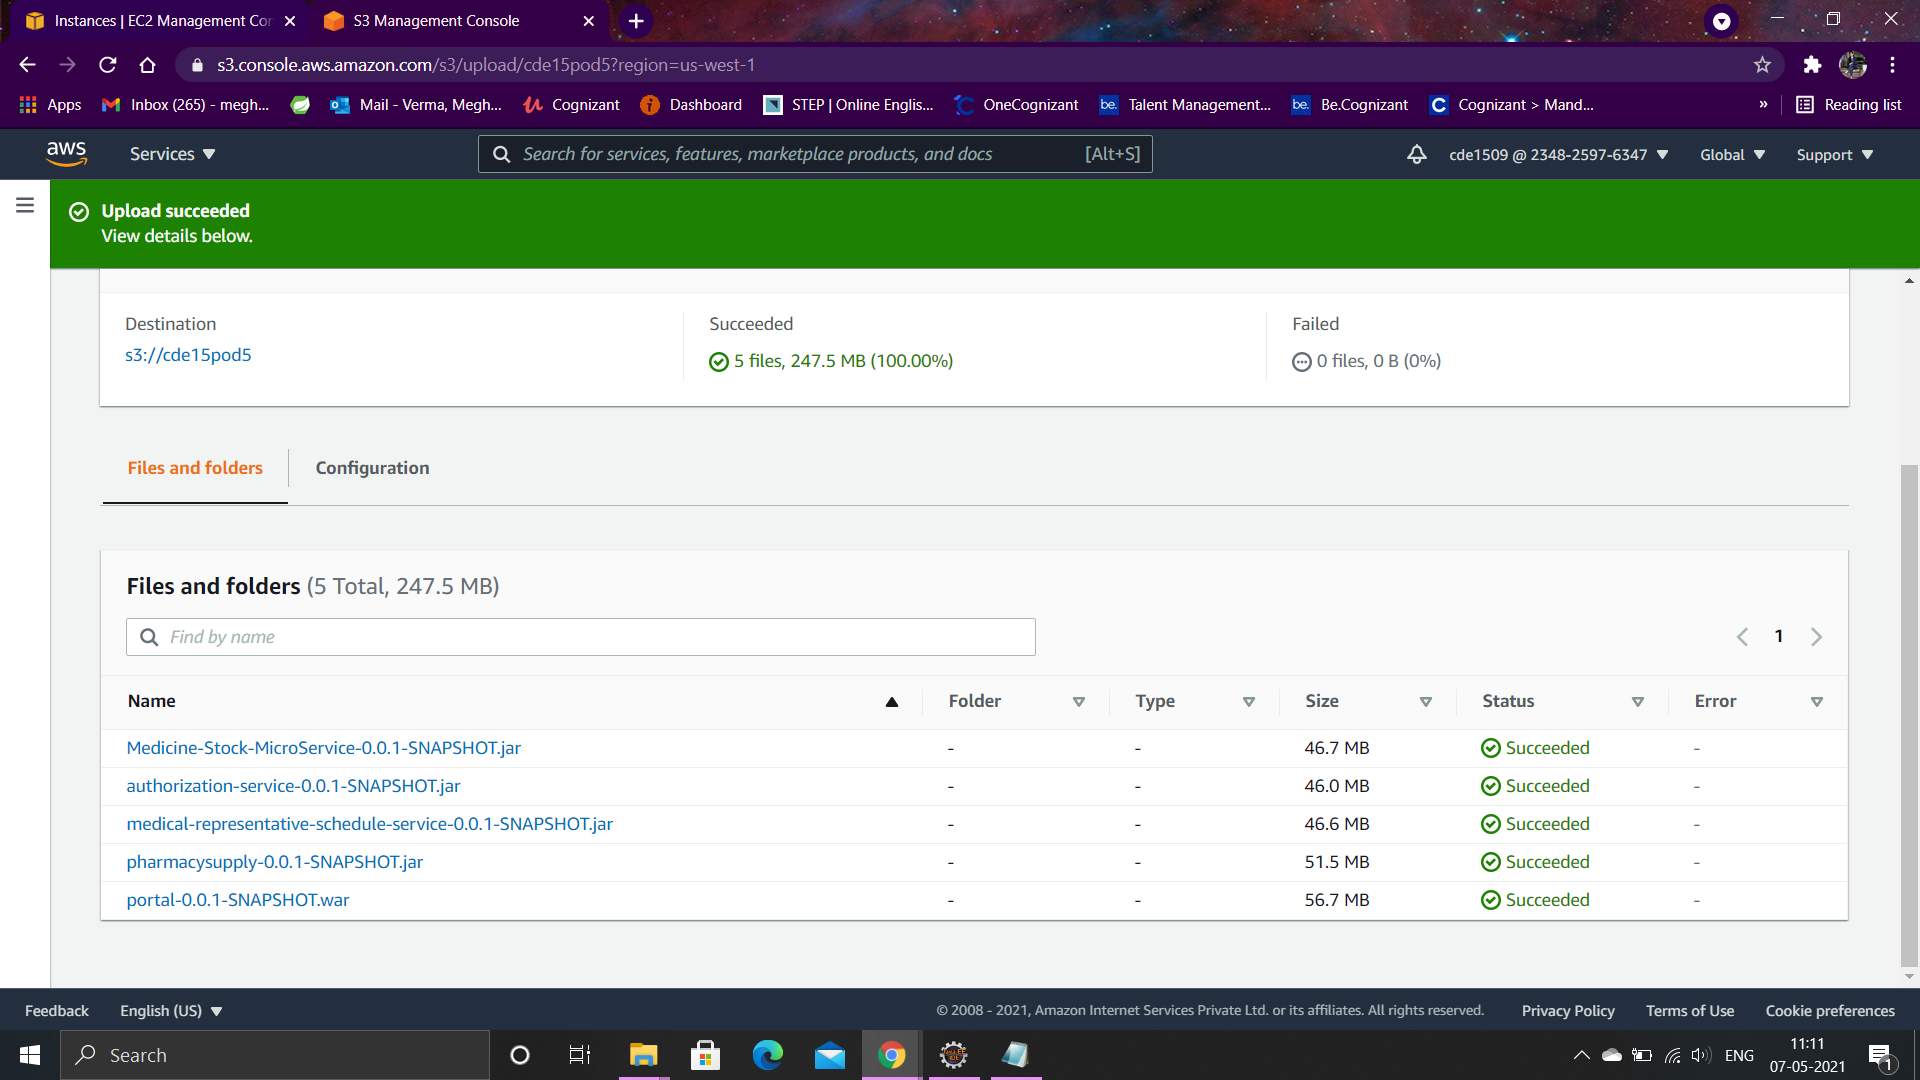 Instances | EC2 Management Con
S3 Management Console
s3.console.aws.amazon.com/s3/upload/cde15pod5?region=us-west-1
Apps
Inbox (265) - megh...
Mail - Verma, Megh...
Cognizant
Dashboard
STEP | Online Englis...
OneCognizant
be.
Talent Management...
be.
Be.Cognizant
Cognizant > Mand...
»
Reading list
aws
Services
Search for services, features, marketplace products, and docs
[Alt+S]
cde1509 @ 2348-2597-6347
Global
Support
Upload succeeded
View details below.
Destination
Succeeded
Failed
s3://cde15pod5
5 files, 247.5 MB (100.00%)
0 files, 0 B (0%)
Files and folders
Configuration
Files and folders (5 Total, 247.5 MB)
Find by name
1
Name Folder Type Size Status Error
Medicine-Stock-MicroService-0.0.1-SNAPSHOT.jar - - 46.7 MB Succeeded -
authorization-service-0.0.1-SNAPSHOT.jar - - 46.0 MB Succeeded -
medical-representative-schedule-service-0.0.1-SNAPSHOT.jar - - 46.6 MB Succeeded -
pharmacysupply-0.0.1-SNAPSHOT.jar - - 51.5 MB Succeeded -
portal-0.0.1-SNAPSHOT.war - - 56.7 MB Succeeded -
Feedback
English (US)
© 2008 - 2021, Amazon Internet Services Private Ltd. or its affiliates. All rights reserved.
Privacy Policy
Terms of Use
Cookie preferences
Search
ENG
11:11
07-05-2021
1